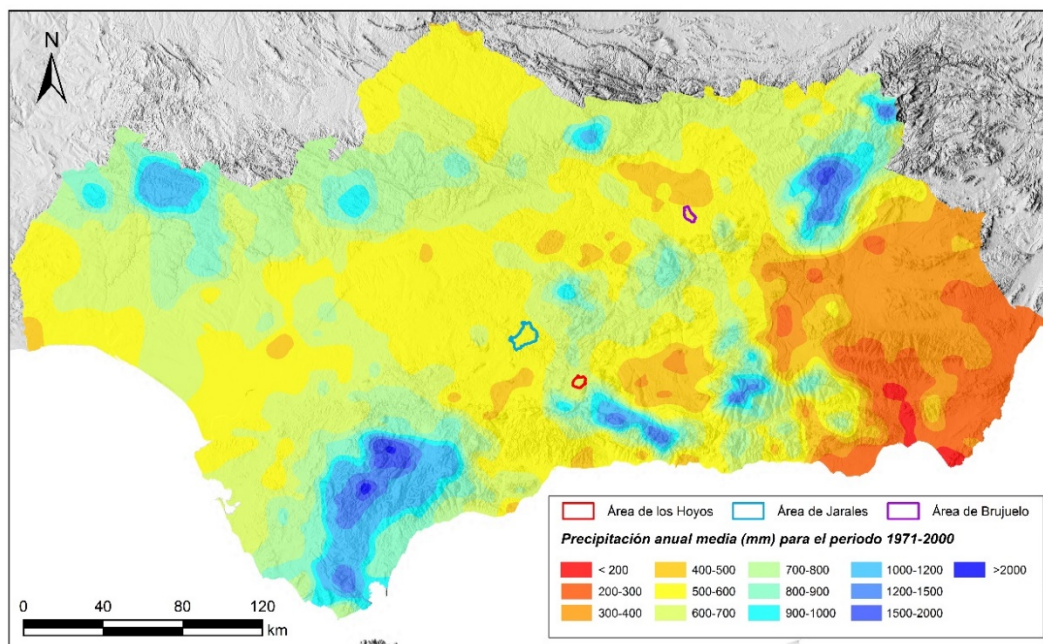 N
Área de los Hoyos Área de Jarales Área de Brujuelo
Precipitación anual media (mm) para el periodo 1971-2000
< 200 400-500 700-800 1000-1200 >2000
200-300 500-600 800-900 1200-1500
300-400 600-700 900-1000 1500-2000
0 40 80 120
km